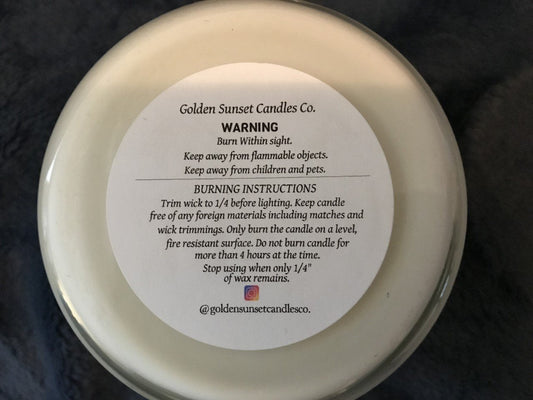 Golden Sunset Candles Co.
WARNING
Burn Within sight.
Keep away from flammable objects.
Keep away from children and pets.
BURNING INSTRUCTIONS
Trim wick to 1/4 before lighting. Keep candle
free of any foreign materials including matches and
wick trimmings. Only burn the candle on a level,
fire resistant surface. Do not burn candle for
more than 4 hours at the time.
Stop using when only 1/4"
of wax remains.
@goldensunsetcandlesco.